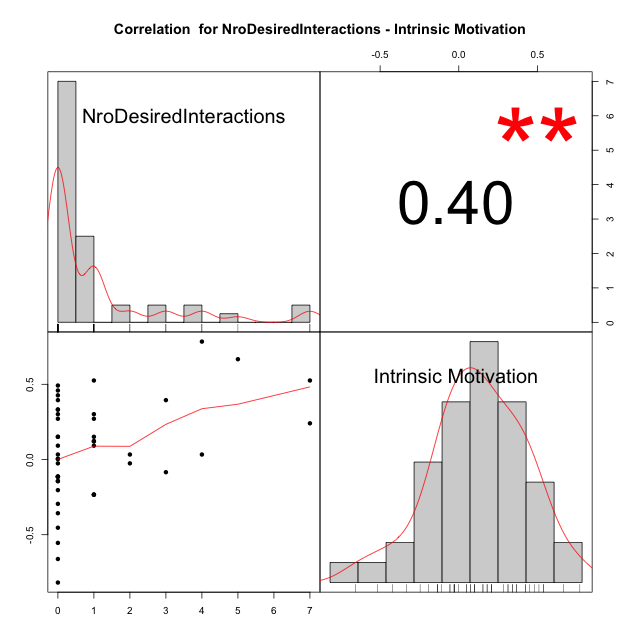 Correlation  for NroDesiredInteractions - Intrinsic Motivation
-0.5 0.0 0.5
NroDesiredInteractions
**
0.40
7
6
5
4
3
2
1
0
Intrinsic Motivation
0.5
0.0
-0.5
0 1 2 3 4 5 6 7